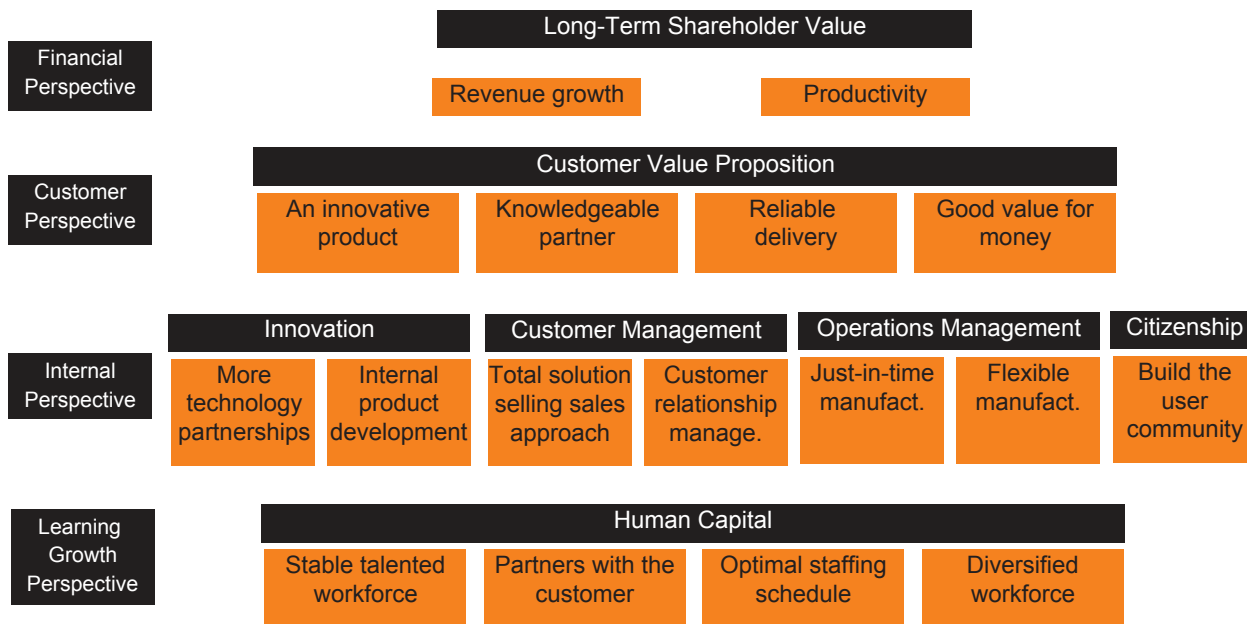 Long-Term Shareholder Value
Financial
Perspective
Revenue growth
Productivity
Customer Value Proposition
Customer
Perspective
An innovative
product
Knowledgeable
partner
Reliable
delivery
Good value for
money
Innovation
Customer Management
Operations Management
Citizenship
Internal
Perspective
More
technology
partnerships
Internal
product
development
Total solution
selling sales
approach
Customer
relationship
manage.
Just-in-time
manufact.
Flexible
manufact.
Build the
user
community
Learning
Growth
Perspective
Human Capital
Stable talented
workforce
Partners with the
customer
Optimal staffing
schedule
Diversified
workforce